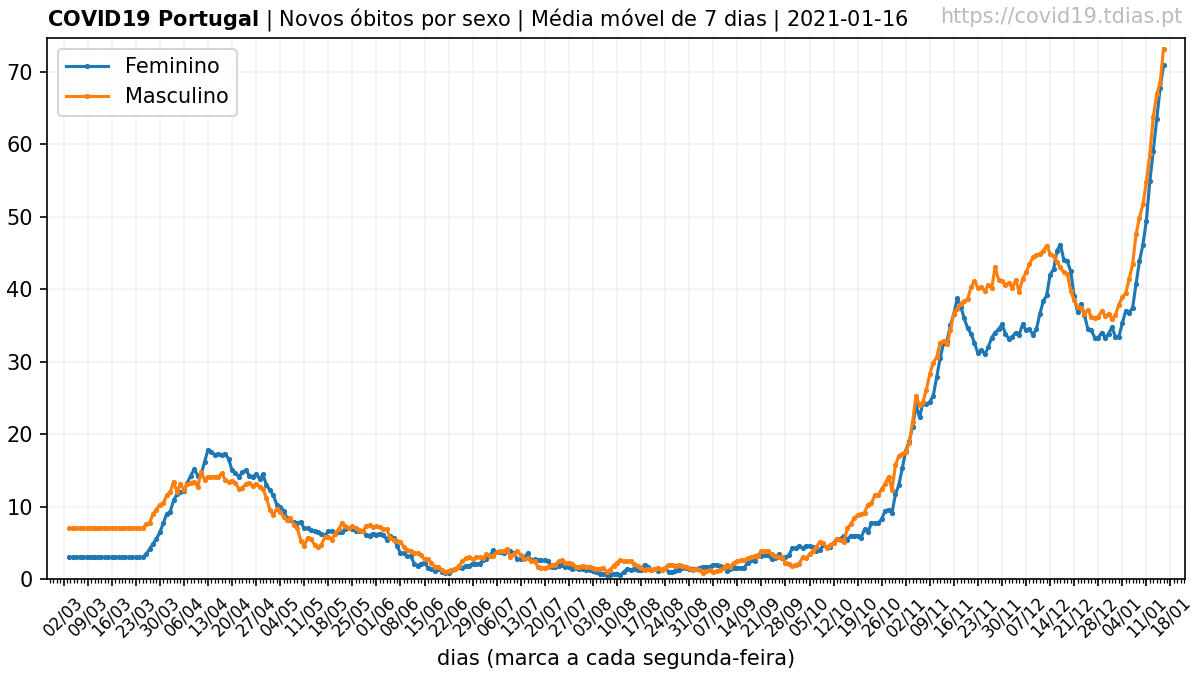 COVID19 Portugal | Novos óbitos por sexo | Média móvel de 7 dias | 2021-01-16
https://covid19.tdias.pt
Feminino
Masculino
70
60
50
40
30
20
10
0
02/03 09/03 16/03 23/03 30/03 06/04 13/04 20/04 27/04 04/05 11/05 18/05 25/05 01/06 08/06 15/06 22/06 29/06 06/07 13/07 20/07 27/07 03/08 10/08 17/08 24/08 31/08 07/09 14/09 21/09 28/09 05/10 12/10 19/10 26/10 02/11 09/11 16/11 23/11 30/11 07/12 14/12 21/12 28/12 04/01 11/01 18/01
dias (marca a cada segunda-feira)